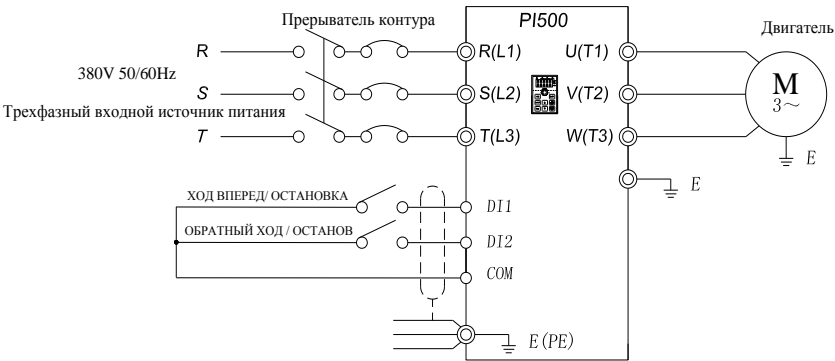 Прерыватель контура
PI500
Двигатель
R
R(L1)
U(T1)
380V 50/60Hz
S
S(L2)
V(T2)
M
3~
Трехфазный входной источник питания
T
T(L3)
W(T3)
E
E
ХОД ВПЕРЕД/ ОСТАНОВКА
DI1
ОБРАТНЫЙ ХОД / ОСТАНОВ
DI2
COM
E(PE)